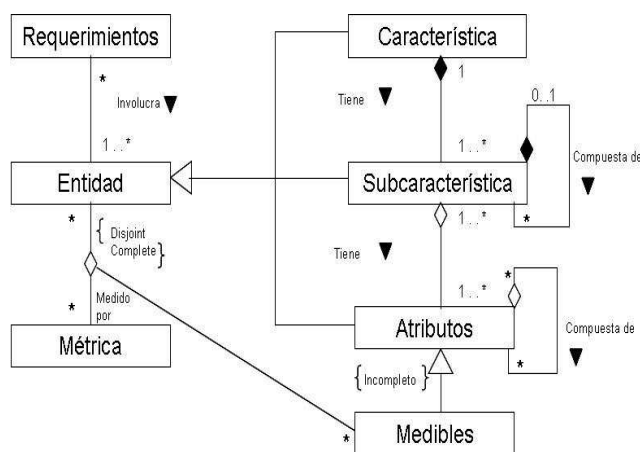 Requerimientos
Característica
*
1
Involucra
Tiene
0..1
1..*
1..*
Compuesta de
Entidad
Subcaracterística
*
*
1..*
{ Disjoint
Complete }
Tiene
*
1..*
Medido
por
*
Atributos
Compuesta de
Métrica
*
{ Incompleto }
*
Medibles